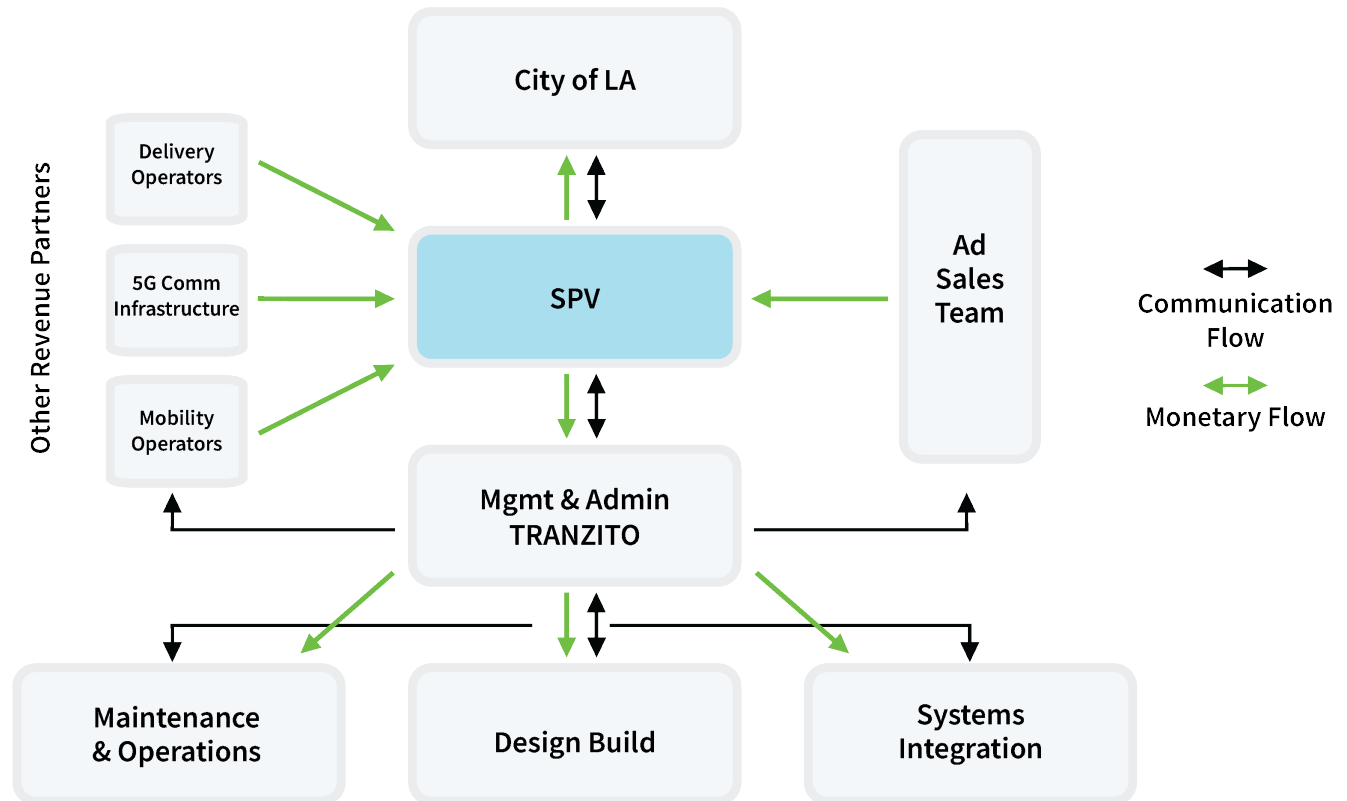 City of LA
Other Revenue Partners
Delivery
Operators
5G Comm
Infrastructure
Mobility
Operators
SPV
Ad
Sales
Team
Communication
Flow
Monetary Flow
Mgmt & Admin
TRANZITO
Maintenance
& Operations
Design Build
Systems
Integration